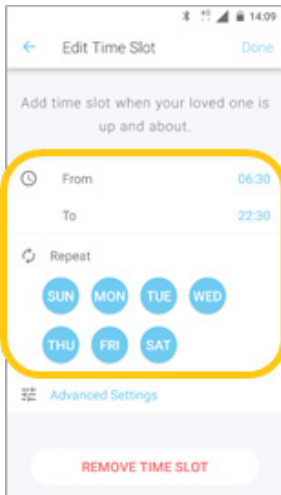 4G 14:09
Edit Time Slot Done
Add time slot when your loved one is
up and about.
From 06:30
To 22:30
Repeat
SUN MON TUE WED
THU FRI SAT
Advanced Settings
REMOVE TIME SLOT